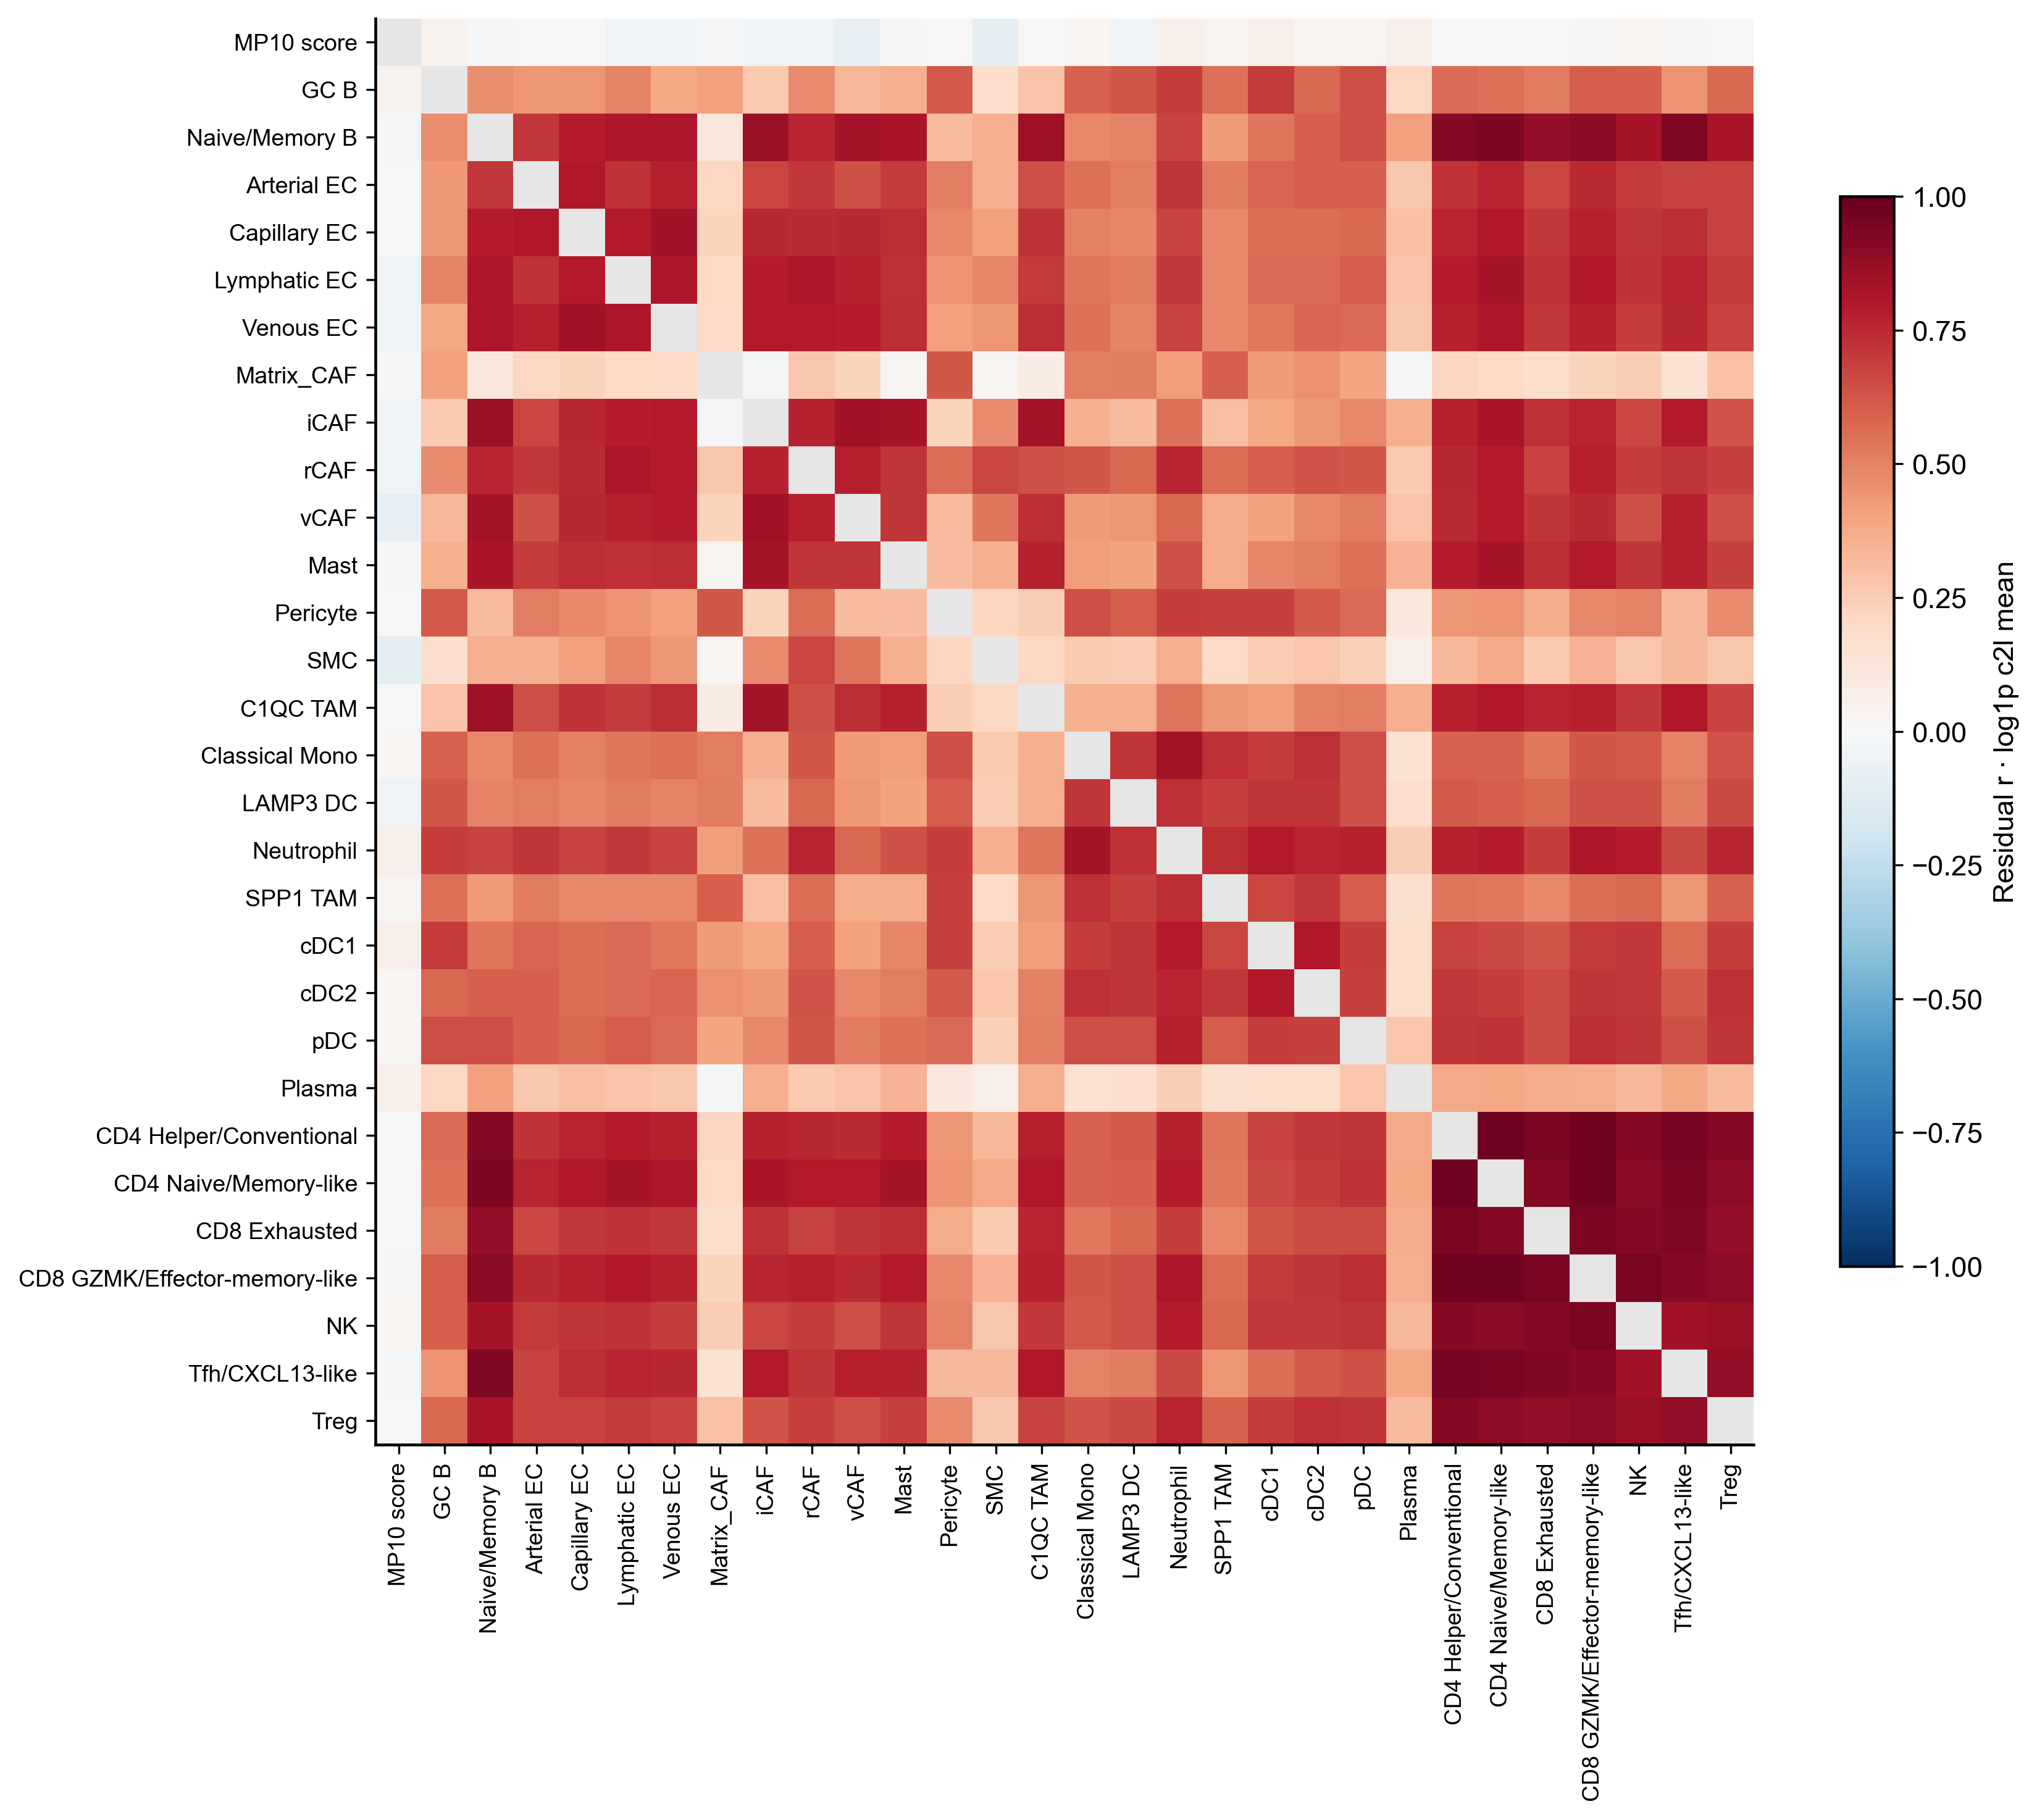 MP10 score
GC B
Naive/Memory B
Arterial EC
Capillary EC
Lymphatic EC
Venous EC
Matrix_CAF
iCAF
rCAF
vCAF
Mast
Pericyte
SMC
C1QC TAM
Classical Mono
LAMP3 DC
Neutrophil
SPP1 TAM
cDC1
cDC2
pDC
Plasma
CD4 Helper/Conventional
CD4 Naive/Memory-like
CD8 Exhausted
CD8 GZMK/Effector-memory-like
NK
Tfh/CXCL13-like
Treg
MP10 score
GC B
Naive/Memory B
Arterial EC
Capillary EC
Lymphatic EC
Venous EC
Matrix_CAF
iCAF
rCAF
vCAF
Mast
Pericyte
SMC
C1QC TAM
Classical Mono
LAMP3 DC
Neutrophil
SPP1 TAM
cDC1
cDC2
pDC
Plasma
CD4 Helper/Conventional
CD4 Naive/Memory-like
CD8 Exhausted
CD8 GZMK/Effector-memory-like
NK
Tfh/CXCL13-like
Treg
1.00
0.75
0.50
0.25
0.00
−0.25
−0.50
−0.75
−1.00
Residual r · log1p c2l mean